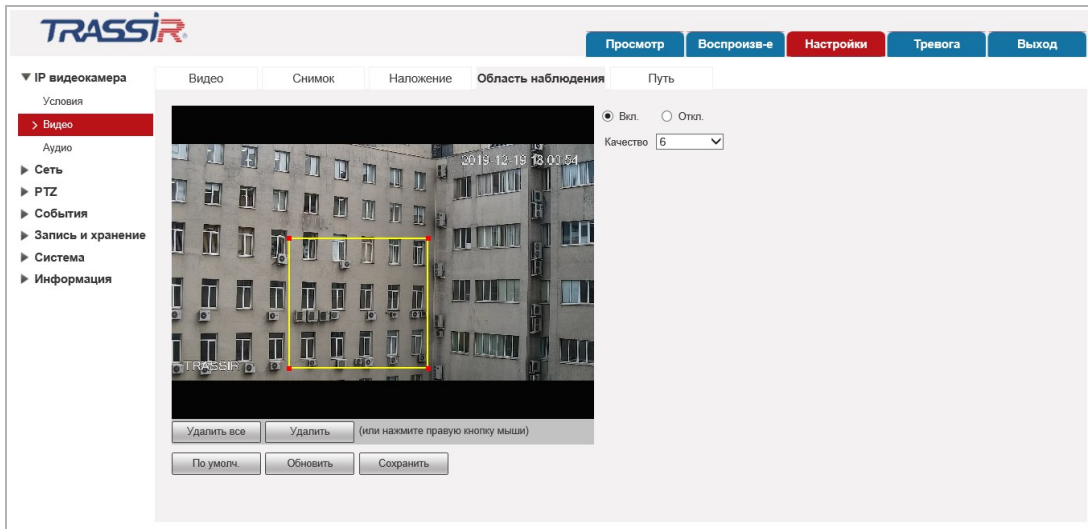 TRASSIR
Просмотр Воспроизв-е Настройки Тревога Выход
IP видеокамера
Условия
Видео
Аудио
Сеть
PTZ
События
Запись и хранение
Система
Информация
Видео Снимок Наложение Область наблюдения Путь
2019-12-19 18:00:54
TRASSIR
Вкл. Откл.
Качество 6
Удалить все Удалить (или нажмите правую кнопку мыши)
По умолч. Обновить Сохранить